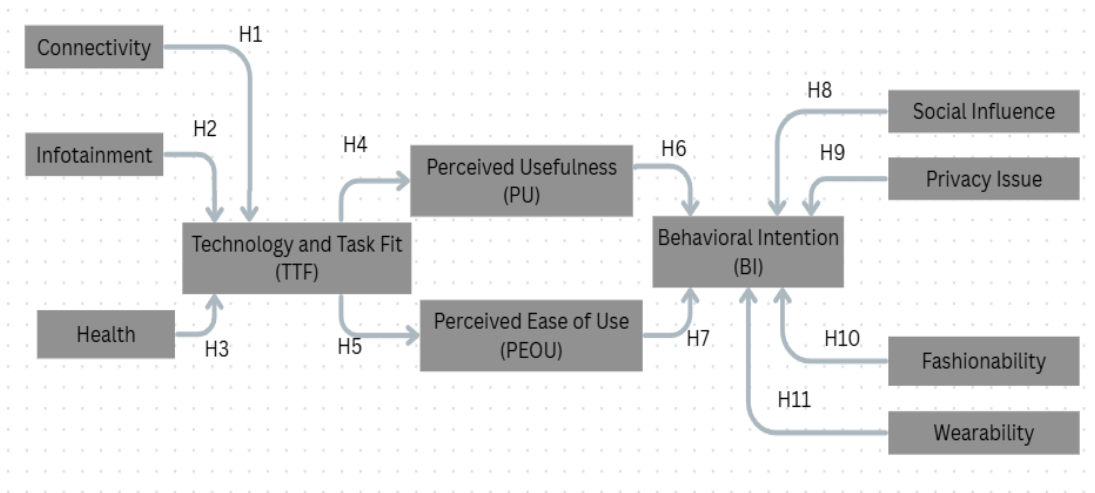 Connectivity
H1
Infotainment
H2
Technology and Task Fit
(TTF)
Health
H3
H4
Perceived Usefulness
(PU)
H5
Perceived Ease of Use
(PEOU)
H6
H7
Behavioral Intention
(BI)
H8
Social Influence
H9
Privacy Issue
H10
Fashionability
H11
Wearability